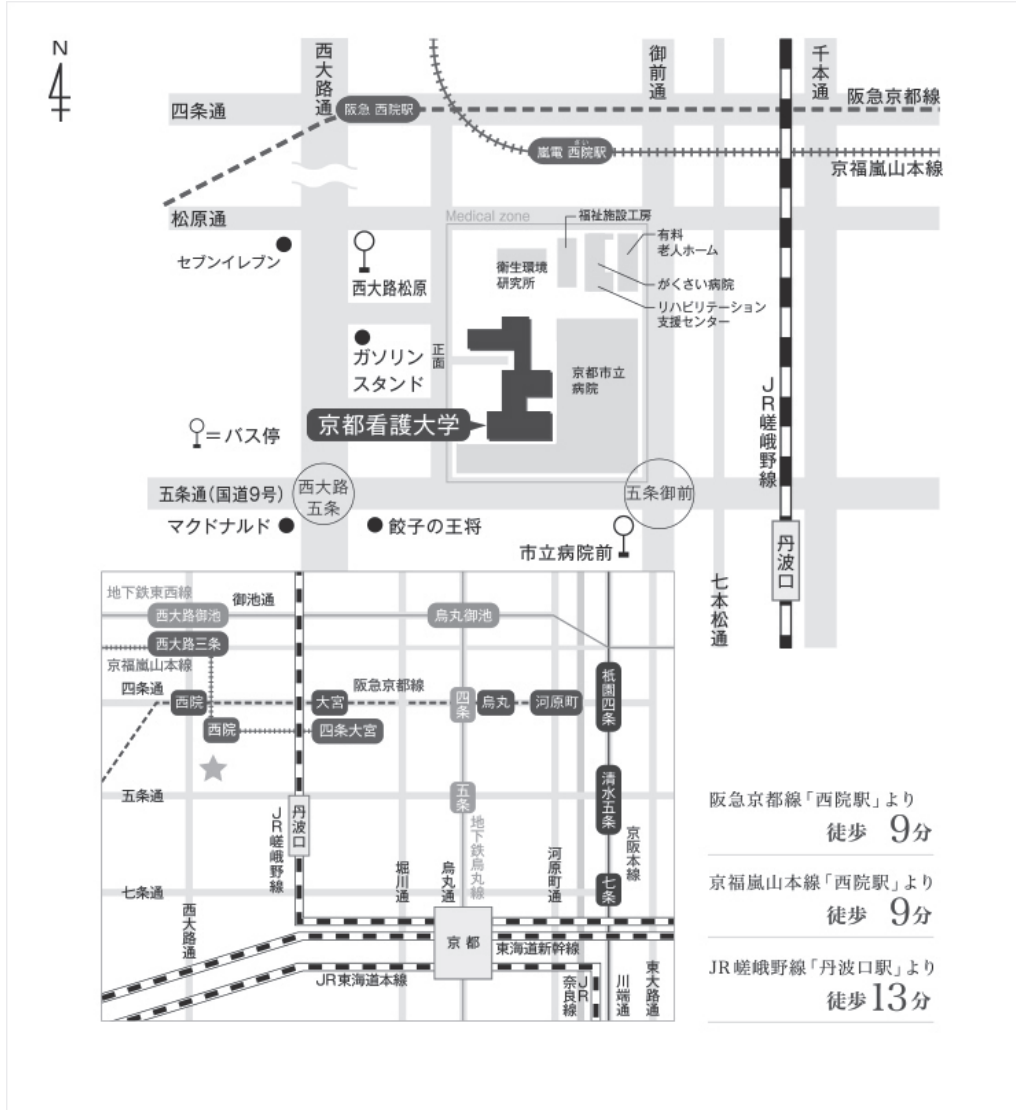 N
西大路通
御前通
千本通
四条通
阪急 西院駅
阪急京都線
さい
嵐電 西院駅
京福嵐山本線
松原通
Medical zone
福祉施設工房
セブンイレブン
西大路松原
衛生環境
研究所
有料
老人ホーム
がくさい病院
リハビリテーション
支援センター
ガソリン
スタンド
正面
京都市立
病院
JR嵯峨野線
京都看護大学
=バス停
五条通(国道9号)
西大路
五条
五条御前
マクドナルド
餃子の王将
市立病院前
丹波口
七本松通
地下鉄東西線
御池通
西大路御池
烏丸御池
西大路三条
京福嵐山本線
四条通
阪急京都線
西院
大宮
四条
烏丸
河原町
祇園四条
西院
四条大宮
五条通
丹波口
五条
清水五条
JR嵯峨野線
地下鉄烏丸線
京阪本線
七条通
堀川通
烏丸通
河原町通
七条
西大路通
京都
東海道新幹線
JR東海道本線
JR
奈良線
川端通
東大路通
阪急京都線「西院駅」より
徒歩 9分
京福嵐山本線「西院駅」より
徒歩 9分
JR嵯峨野線「丹波口駅」より
徒歩13分